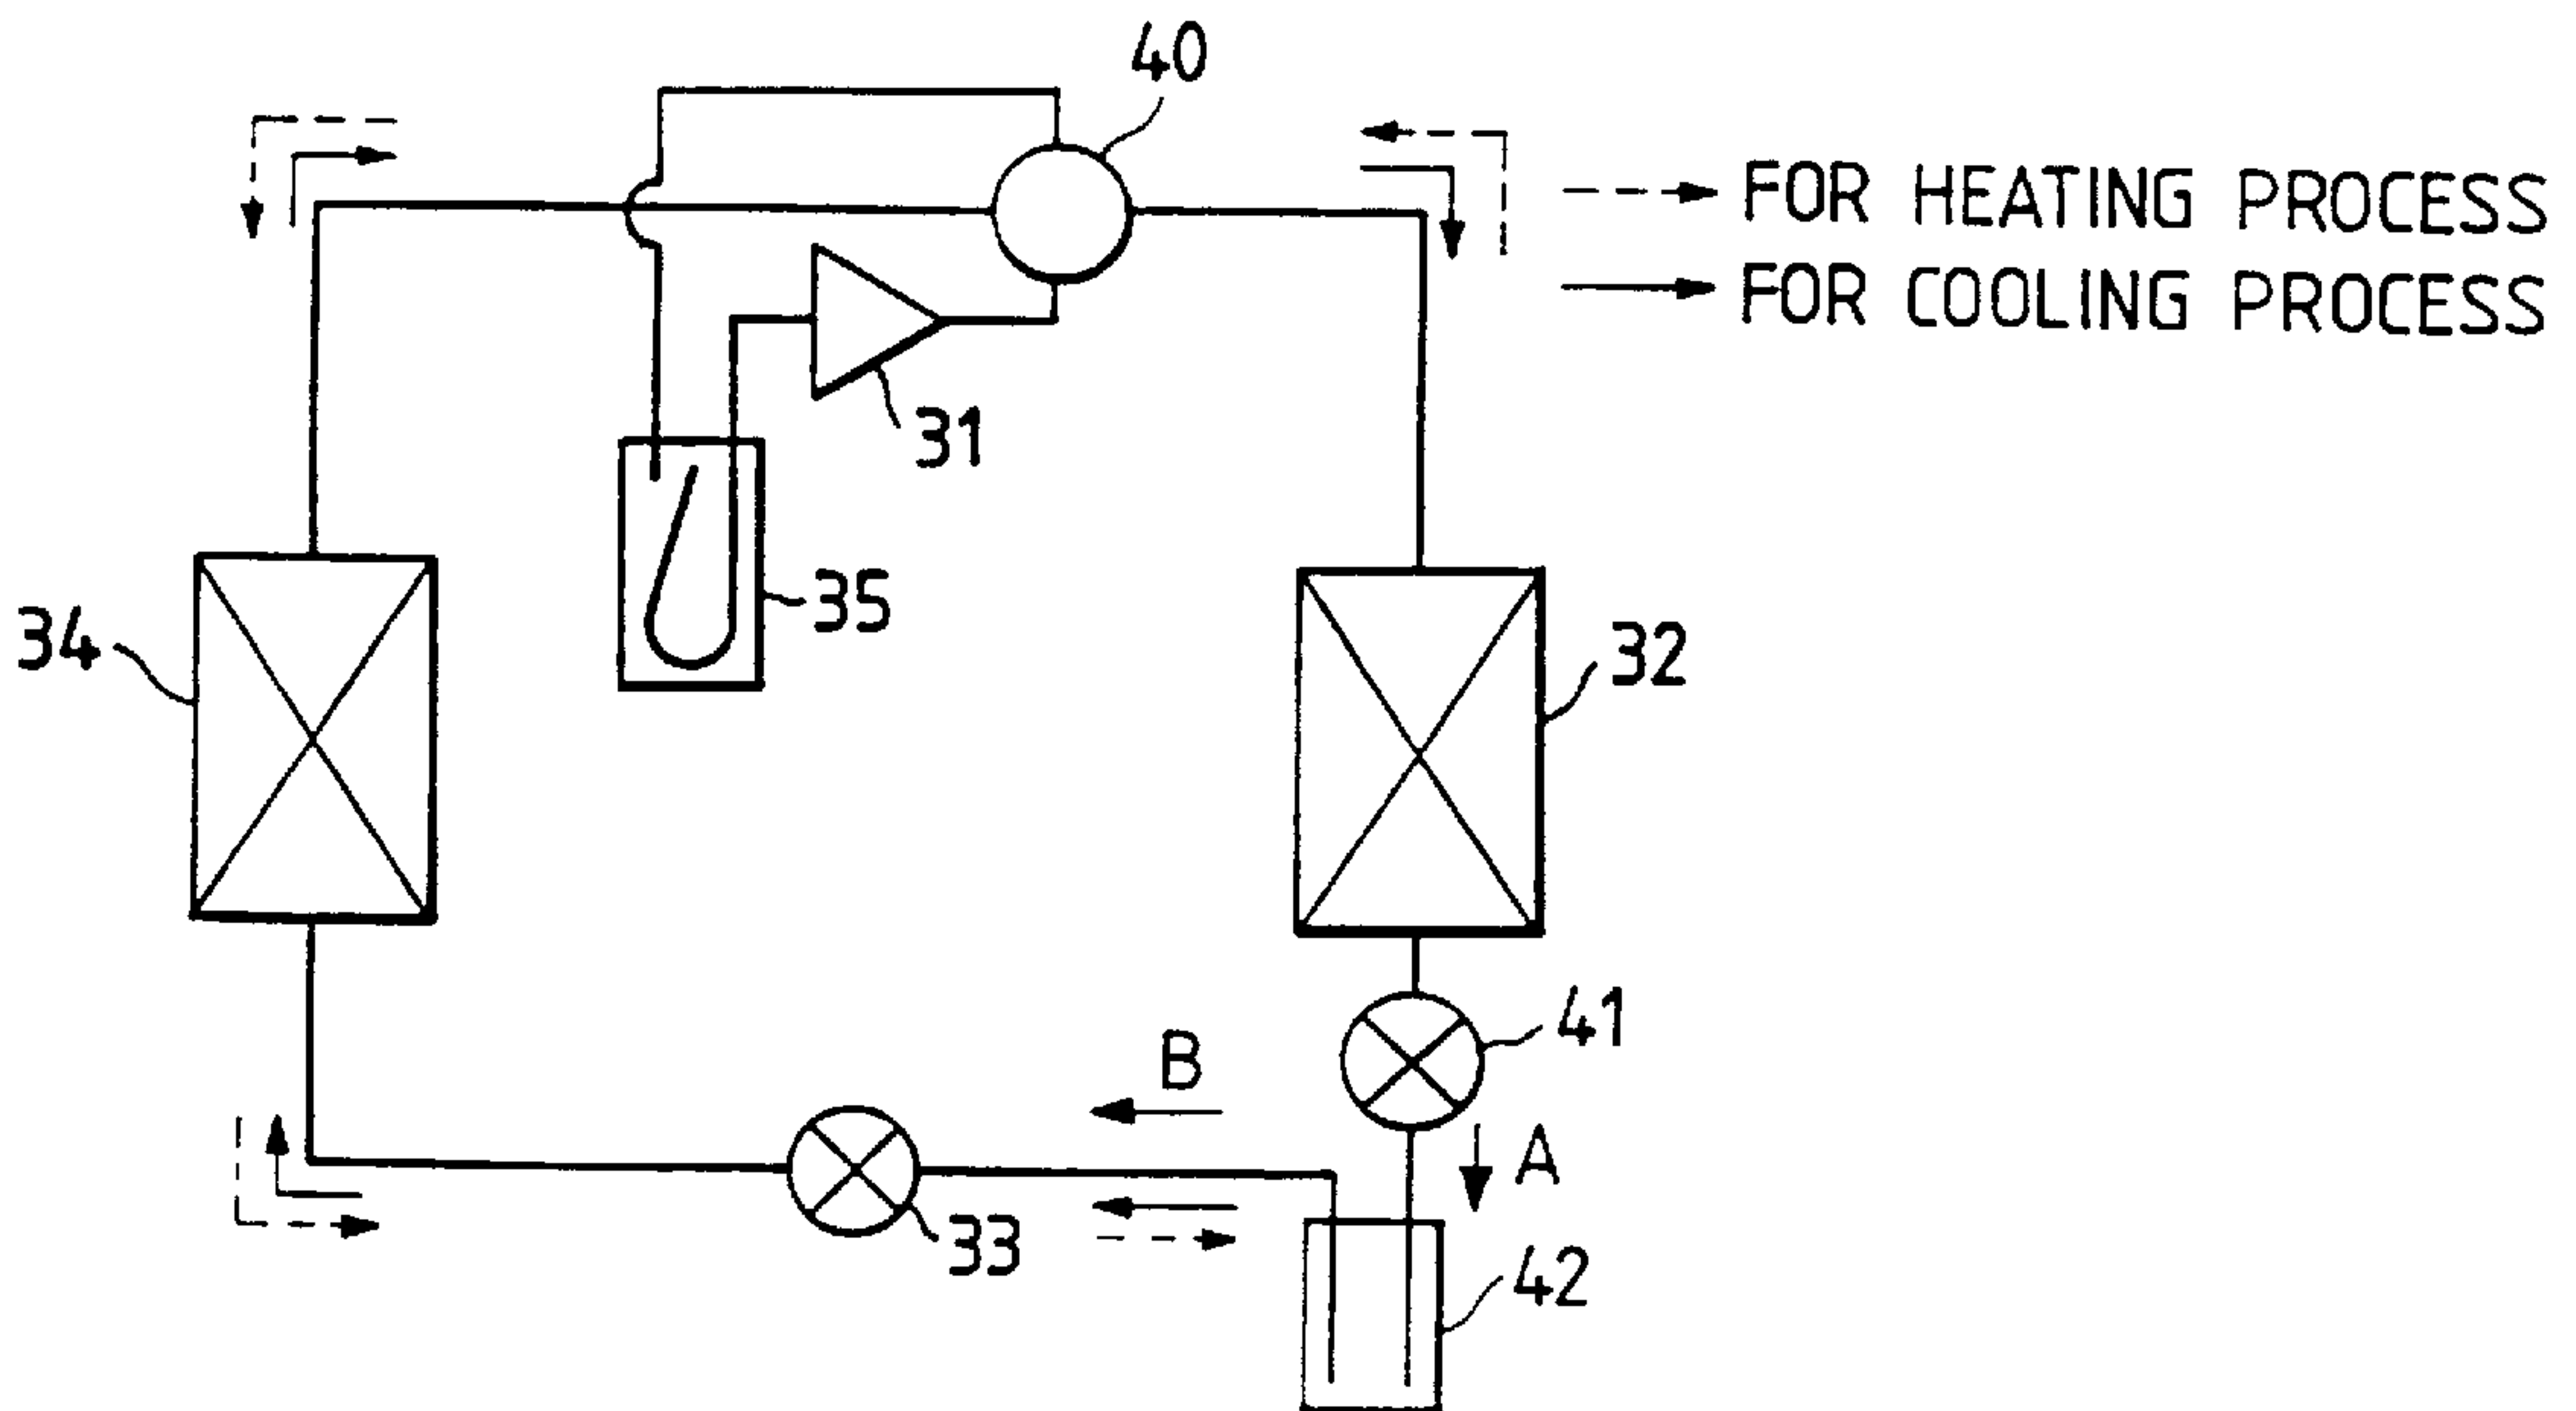 40
FOR HEATING PROCESS
FOR COOLING PROCESS
31
35
34
32
41
B
A
33
42